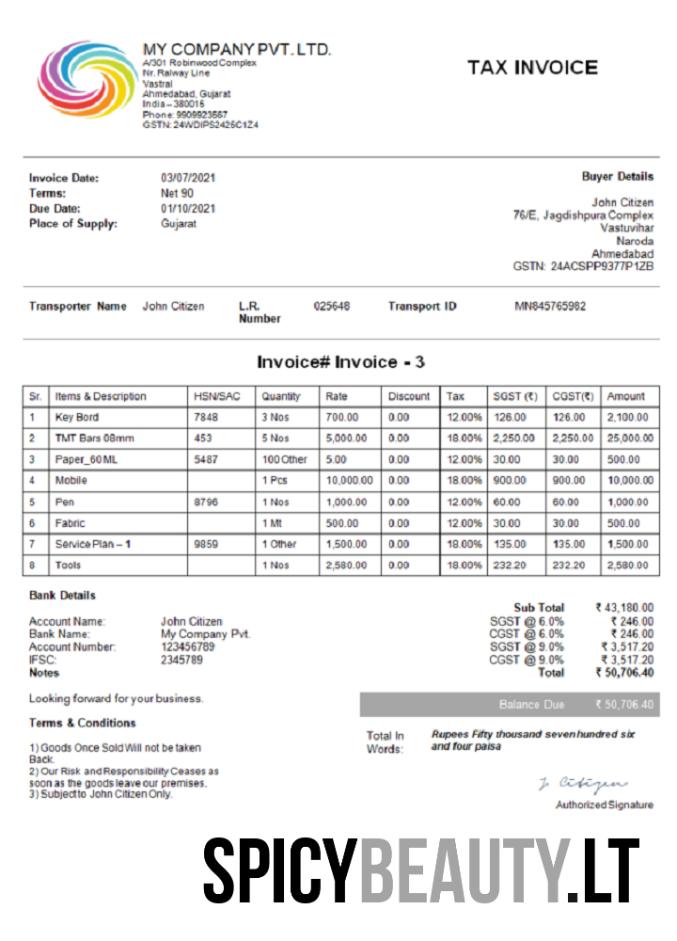 MY COMPANY PVT. LTD.
A/301 Robinwood Complex
Nr. Ralway Line
Vastral
Ahmedabad, Gujarat
India – 380015
Phone: 9909923567
GSTN: 24WDIPS2426C1Z4
TAX INVOICE
Invoice Date: 03/07/2021
Terms: Net 90
Due Date: 01/10/2021
Place of Supply: Gujarat
Buyer Details
John Citizen
76/E, Jagdishpura Complex
Vastuvihar
Naroda
Ahmedabad
GSTN: 24ACSPP9377P1ZB
Transporter Name John Citizen L.R. Number 025648 Transport ID MN845765982
Invoice# Invoice - 3
Sr. Items & Description HSN/SAC Quantity Rate Discount Tax SGST (₹) CGST(₹) Amount
1 Key Bord 7848 3 Nos 700.00 0.00 12.00% 126.00 126.00 2,100.00
2 TMT Bars 08mm 453 5 Nos 5,000.00 0.00 18.00% 2,250.00 2,250.00 25,000.00
3 Paper_60ML 5487 100 Other 5.00 0.00 12.00% 30.00 30.00 500.00
4 Mobile 1 Pcs 10,000.00 0.00 18.00% 900.00 900.00 10,000.00
5 Pen 8796 1 Nos 1,000.00 0.00 12.00% 60.00 60.00 1,000.00
6 Fabric 1 Mt 500.00 0.00 12.00% 30.00 30.00 500.00
7 Service Plan – 1 9859 1 Other 1,500.00 0.00 18.00% 135.00 135.00 1,500.00
8 Tools 1 Nos 2,580.00 0.00 18.00% 232.20 232.20 2,580.00
Bank Details
Account Name: John Citizen
Bank Name: My Company Pvt.
Account Number: 123456789
IFSC: 2345789
Notes
Looking forward for your business.
Terms & Conditions
1) Goods Once Sold Will not be taken
Back.
2) Our Risk and Responsibility Ceases as
soon as the goods leave our premises.
3) Subject to John Citizen Only.
Sub Total ₹ 43,180.00
SGST @ 6.0% ₹ 246.00
CGST @ 6.0% ₹ 246.00
SGST @ 9.0% ₹ 3,517.20
CGST @ 9.0% ₹ 3,517.20
Total ₹ 50,706.40
Balance Due ₹ 50,706.40
Total In Words: Rupees Fifty thousand seven hundred six
and four paisa
J. Citizen
Authorized Signature
SPICYBEAUTY.LT